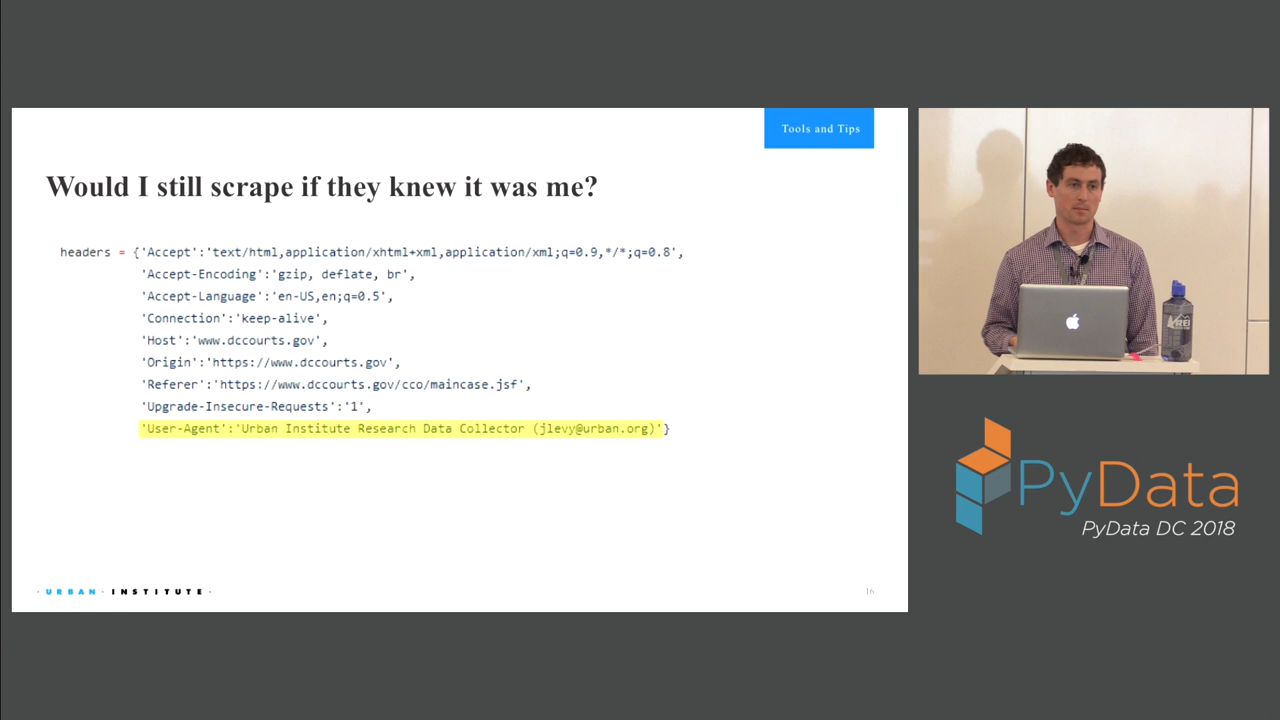 Tools and Tips
Would I still scrape if they knew it was me?
headers = {'Accept':'text/html,application/xhtml+xml,application/xml;q=0.9,*/*;q=0.8',
'Accept-Encoding':'gzip, deflate, br',
'Accept-Language':'en-US,en;q=0.5',
'Connection':'keep-alive',
'Host':'www.dccourts.gov',
'Origin':'https://www.dccourts.gov',
'Referer':'https://www.dccourts.gov/cco/maincase.jsf',
'Upgrade-Insecure-Requests':'1',
'User-Agent':'Urban Institute Research Data Collector (jlevy@urban.org)'}
· URBAN · INSTITUTE ·
16
REI
PyData
PyData DC 2018